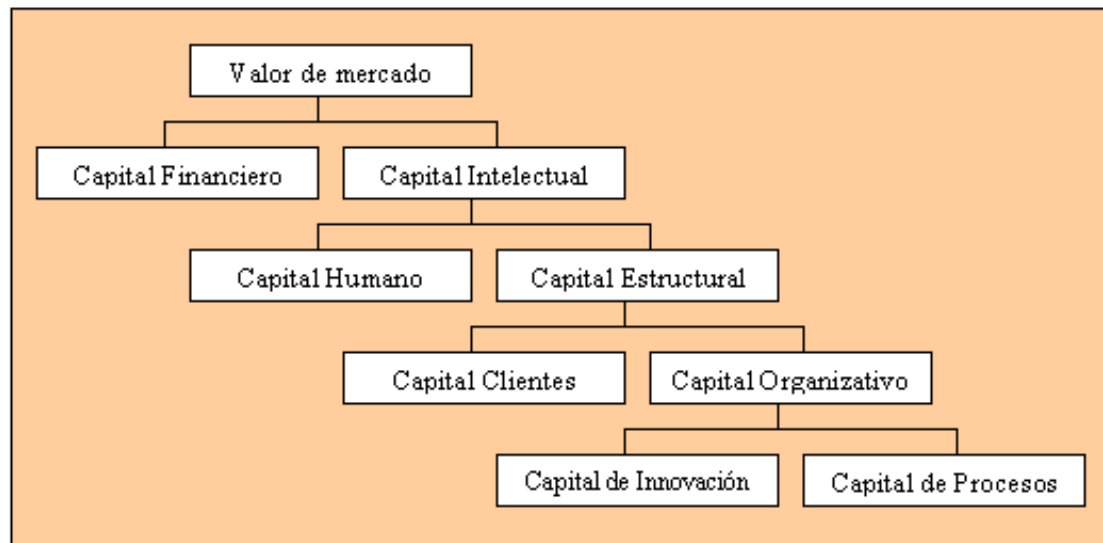 Valor de mercado
Capital Financiero
Capital Intelectual
Capital Humano
Capital Estructural
Capital Clientes
Capital Organizativo
Capital de Innovación
Capital de Procesos